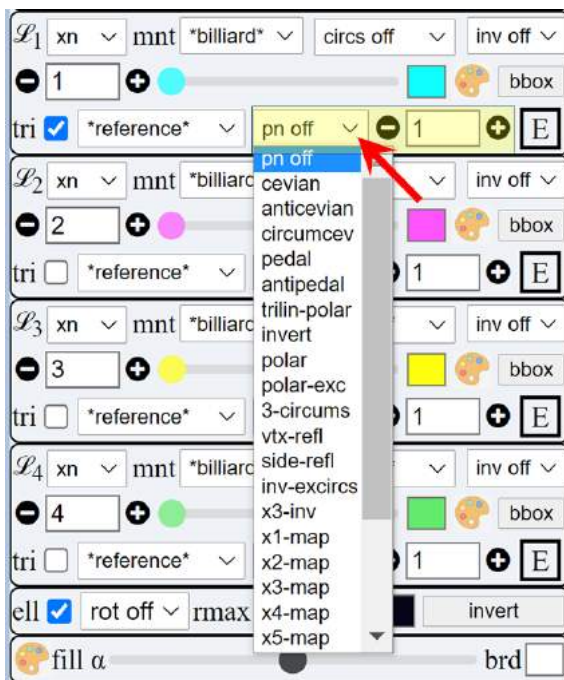 ℒ1 xn mnt *billiard* circs off inv off
1 bbox
tri *reference* pn off 1 E
pn off
cevian
anticevian
circumcev
pedal
antipedal
trilin-polar
invert
polar
polar-exc
3-circums
vtx-refl
side-refl
inv-excircs
x3-inv
x1-map
x2-map
x3-map
x4-map
x5-map
ℒ2 xn mnt *billiard inv off
2 bbox
tri *reference* 1 E
ℒ3 xn mnt *billiard inv off
3 bbox
tri *reference* 1 E
ℒ4 xn mnt *billiard inv off
4 bbox
tri *reference* 1 E
ell rot off rmax invert
fill α brd